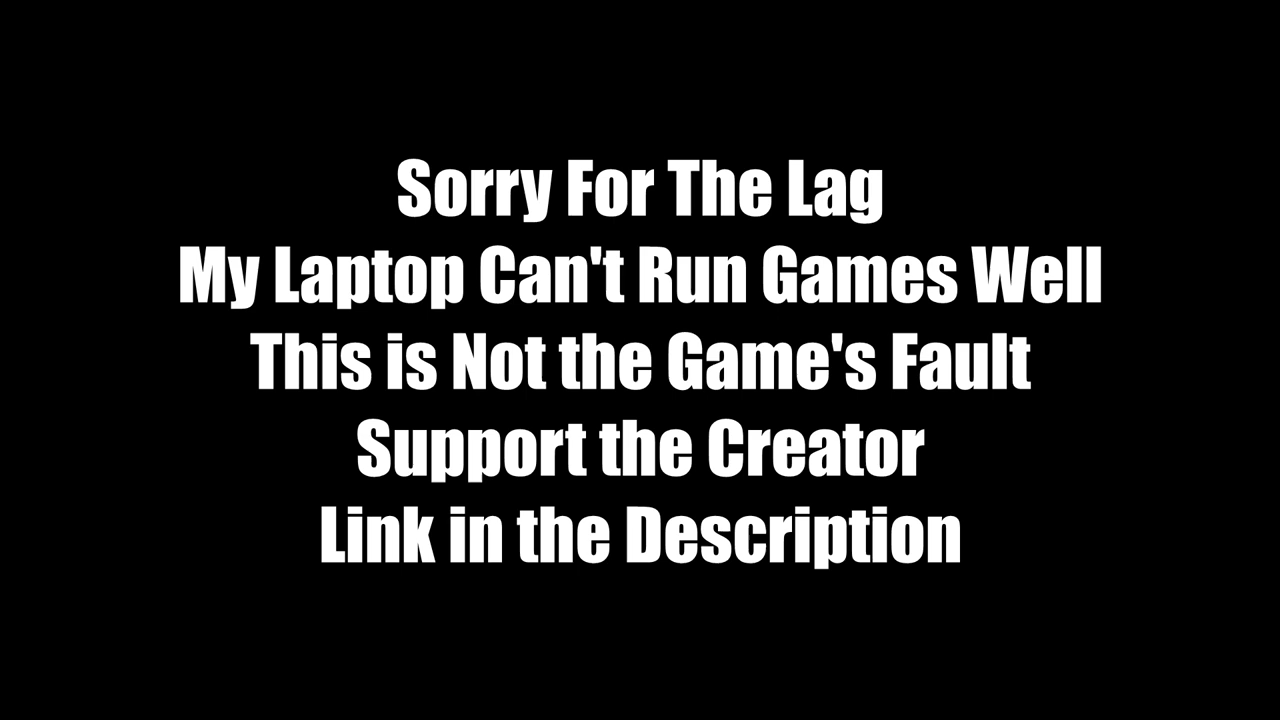 Sorry For The Lag
My Laptop Can't Run Games Well
This is Not the Game's Fault
Support the Creator
Link in the Description